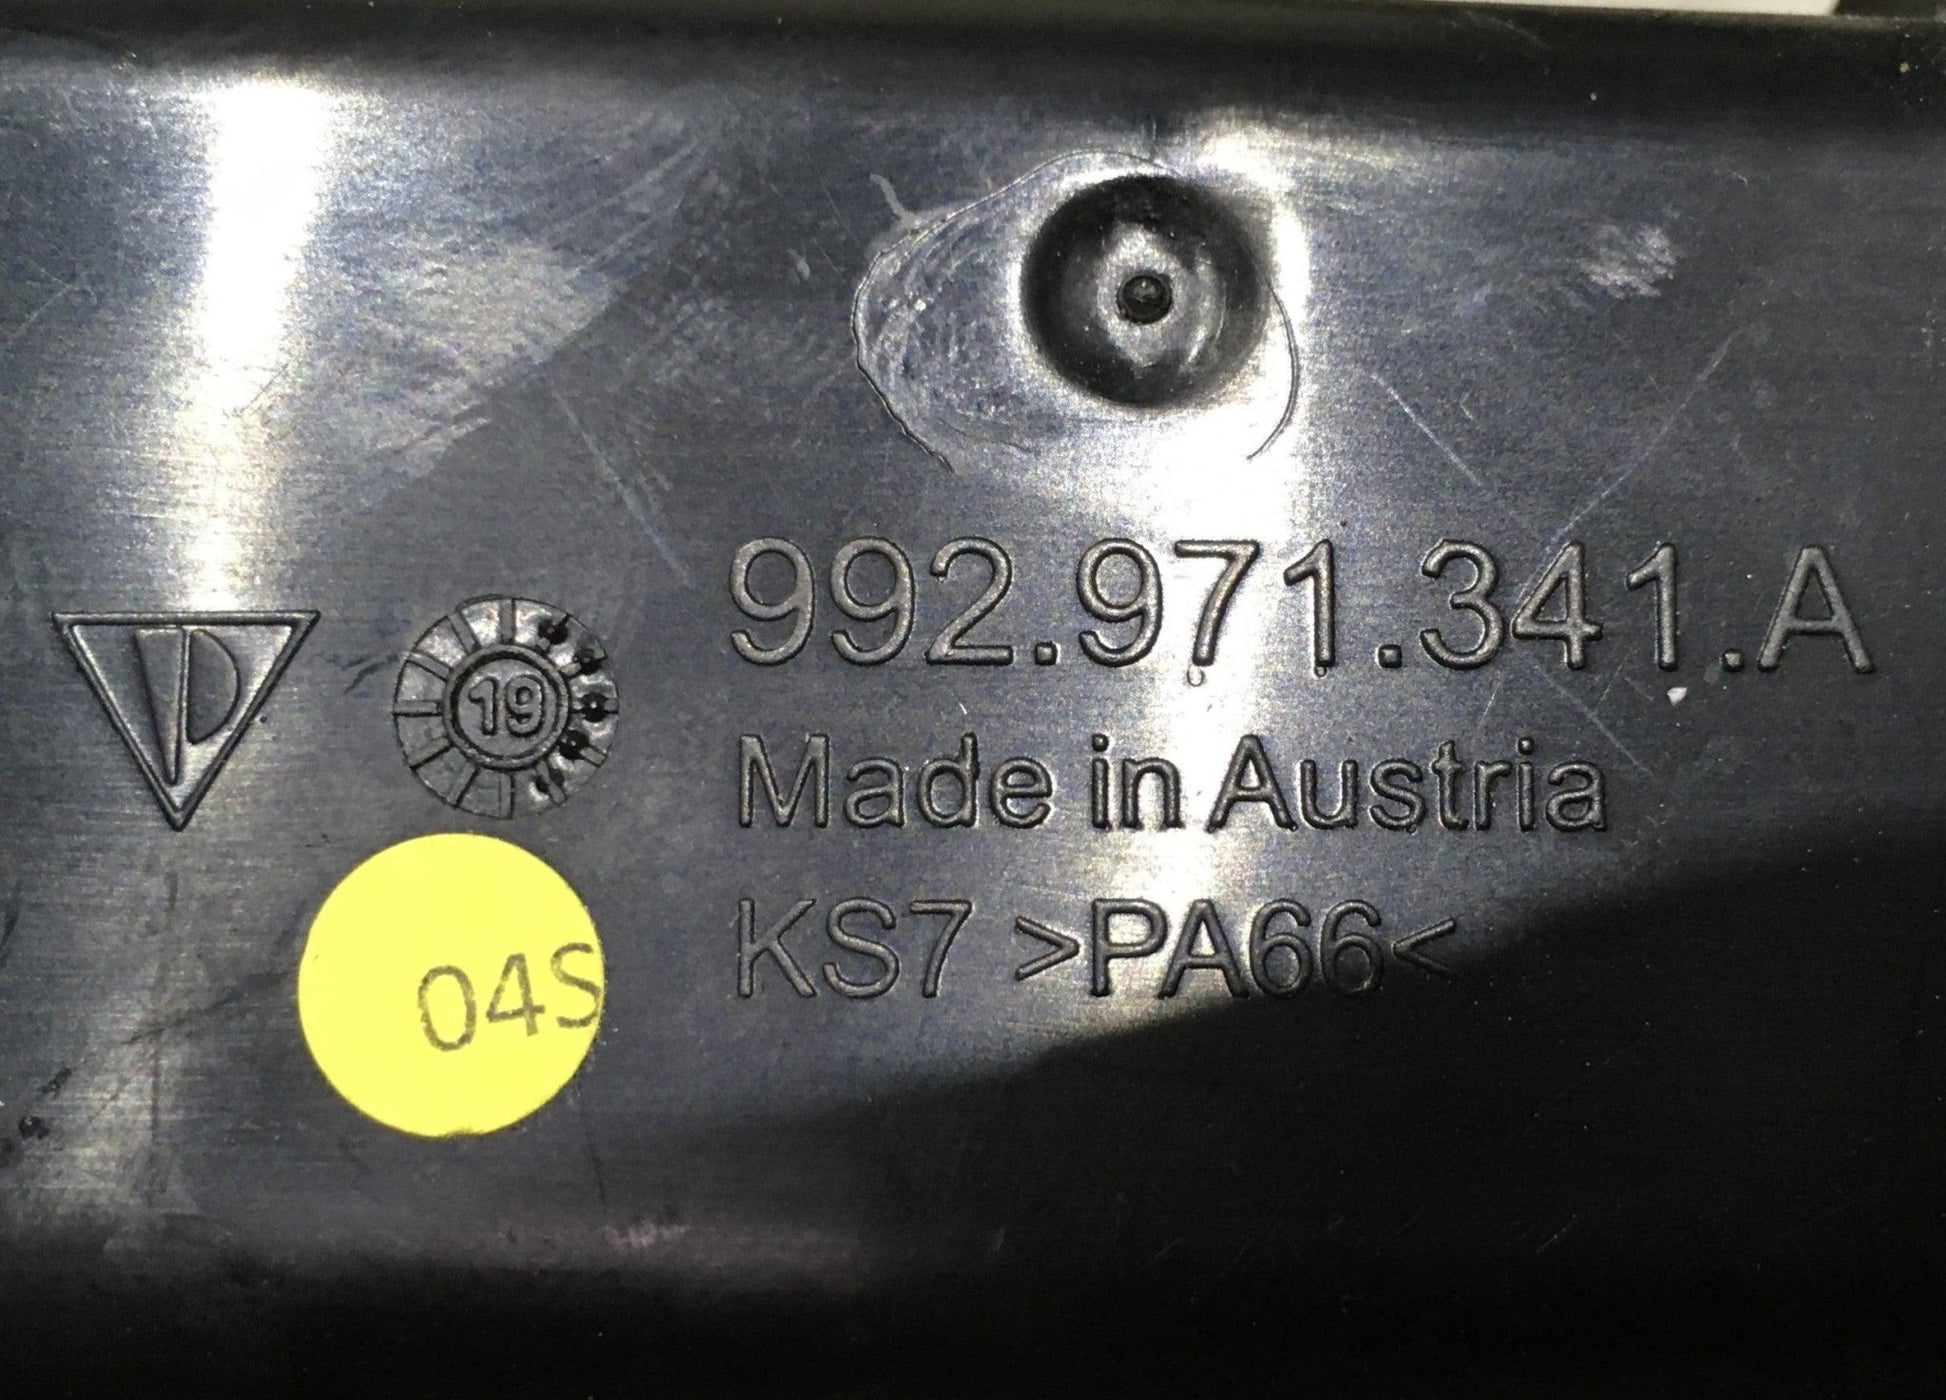 992.971.341.A
19
Made in Austria
KS7 >PA66<
04S